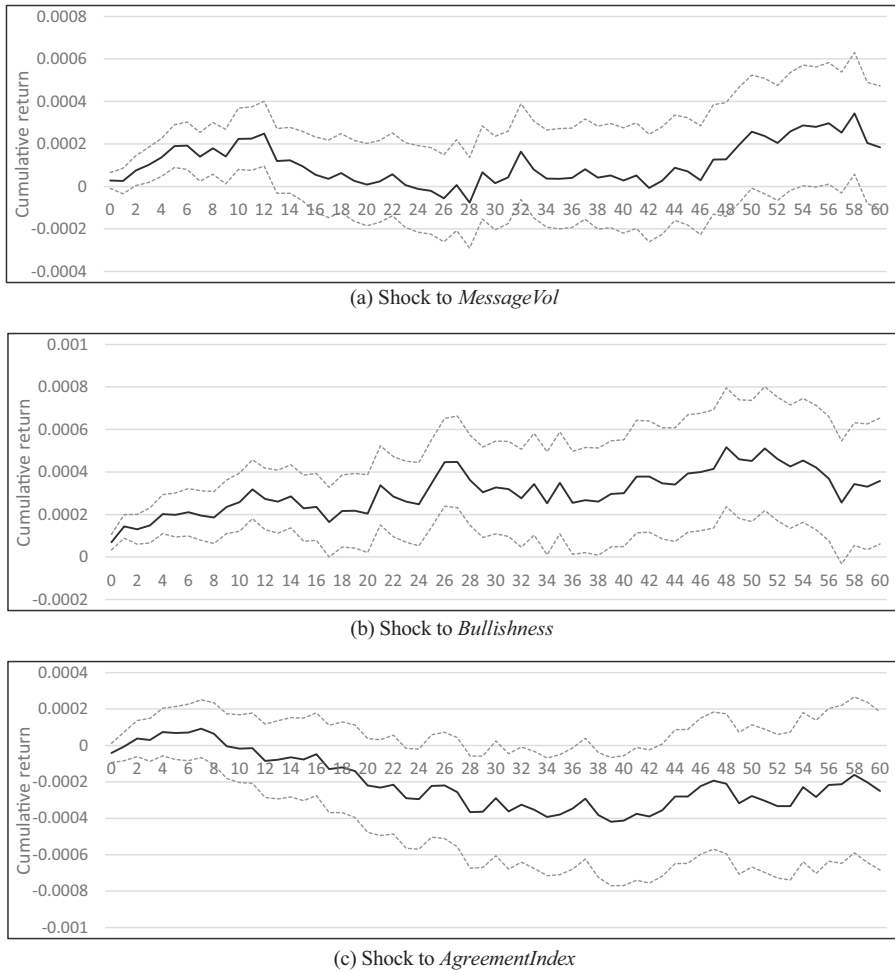 0.0008
0.0006
0.0004
0.0002
0
-0.0002
-0.0004
Cumulative return
0 2 4 6 8 10 12 14 16 18 20 22 24 26 28 30 32 34 36 38 40 42 44 46 48 50 52 54 56 58 60
(a) Shock to MessageVol
0.001
0.0008
0.0006
0.0004
0.0002
0
-0.0002
Cumulative return
0 2 4 6 8 10 12 14 16 18 20 22 24 26 28 30 32 34 36 38 40 42 44 46 48 50 52 54 56 58 60
(b) Shock to Bullishness
0.0004
0.0002
0
-0.0002
-0.0004
-0.0006
-0.0008
-0.001
Cumulative return
0 2 4 6 8 10 12 14 16 18 20 22 24 26 28 30 32 34 36 38 40 42 44 46 48 50 52 54 56 58 60
(c) Shock to AgreementIndex